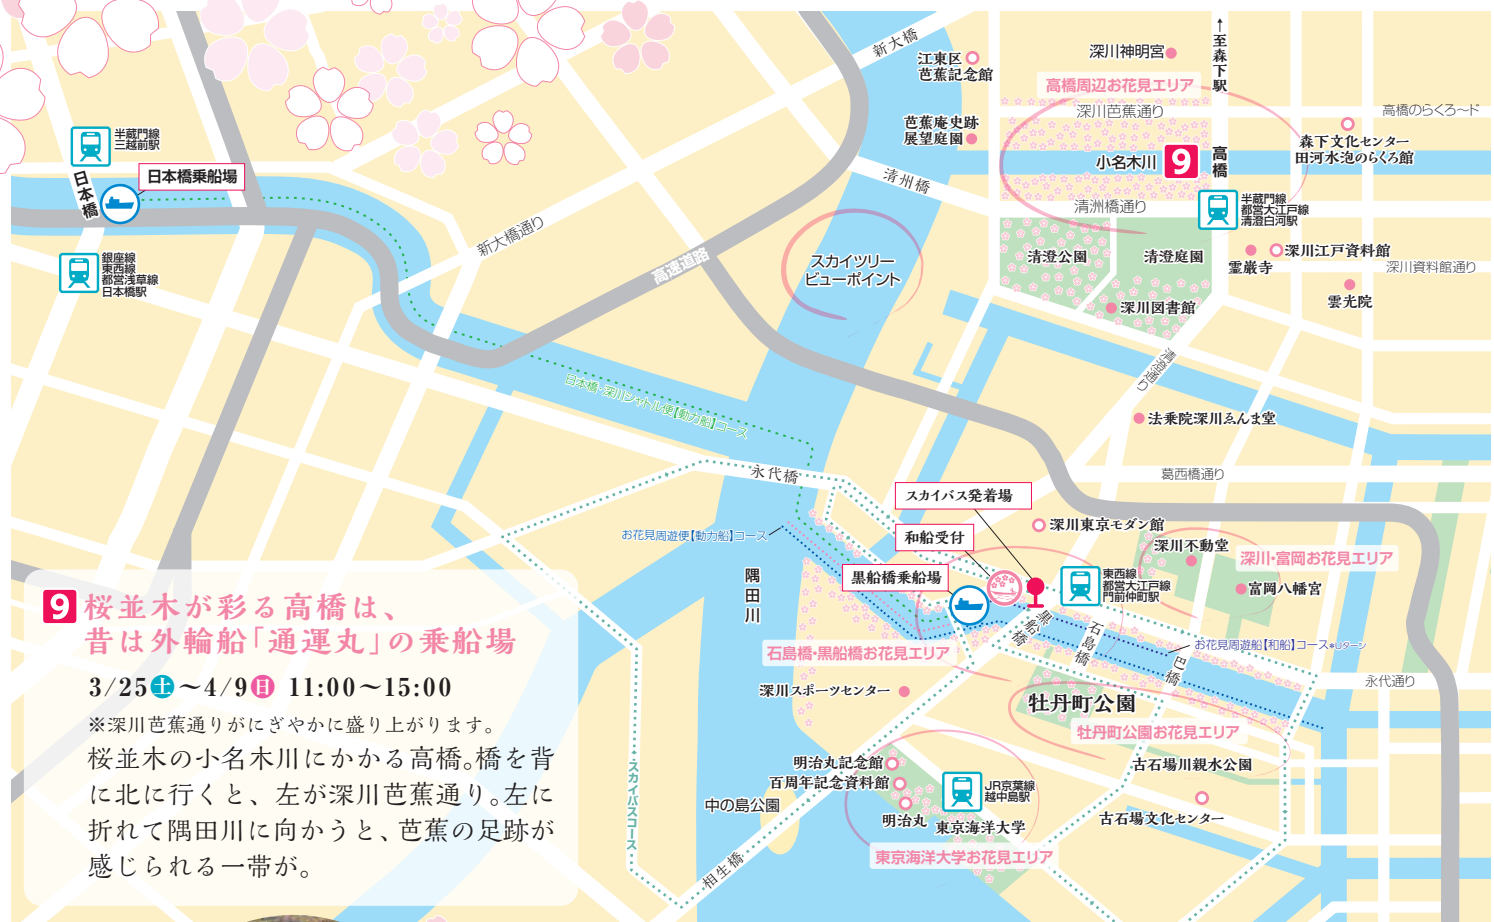 半蔵門線
三越前駅
日本橋
日本橋乗船場
銀座線
東西線
都営浅草線
日本橋駅
新大橋通り
高速道路
新大橋
江東区
芭蕉記念館
芭蕉庵史跡
展望庭園
清州橋
スカイツリー
ビューポイント
深川神明宮
↑至森下駅
高橋周辺お花見エリア
深川芭蕉通り
高橋のらくろ〜ド
小名木川
9
高橋
森下文化センター
田河水泡のらくろ館
清洲橋通り
半蔵門線
都営大江戸線
清澄白河駅
清澄公園
清澄庭園
霊巌寺
深川江戸資料館
深川資料館通り
雲光院
深川図書館
清澄通り
法乗院深川ゑんま堂
葛西橋通り
日本橋・深川シャトル便【動力船】コース
永代橋
お花見周遊便【動力船】コース
隅田川
スカイバス発着場
和船受付
黒船橋乗船場
深川東京モダン館
深川不動堂
深川・富岡お花見エリア
富岡八幡宮
東西線
都営大江戸線
門前仲町駅
黒船橋
石島橋
巴橋
お花見周遊船【和船】コース※Uターン
永代通り
石島橋・黒船橋お花見エリア
深川スポーツセンター
牡丹町公園
牡丹町公園お花見エリア
古石場川親水公園
古石場文化センター
明治丸記念館
百周年記念資料館
明治丸
JR京葉線
越中島駅
東京海洋大学
東京海洋大学お花見エリア
中の島公園
相生橋
スカイバスコース
9 桜並木が彩る高橋は、
昔は外輪船「通運丸」の乗船場
3/25土〜4/9日 11:00〜15:00
※深川芭蕉通りがにぎやかに盛り上がります。
桜並木の小名木川にかかる高橋。橋を背
に北に行くと、左が深川芭蕉通り。左に
折れて隅田川に向かうと、芭蕉の足跡が
感じられる一帯が。